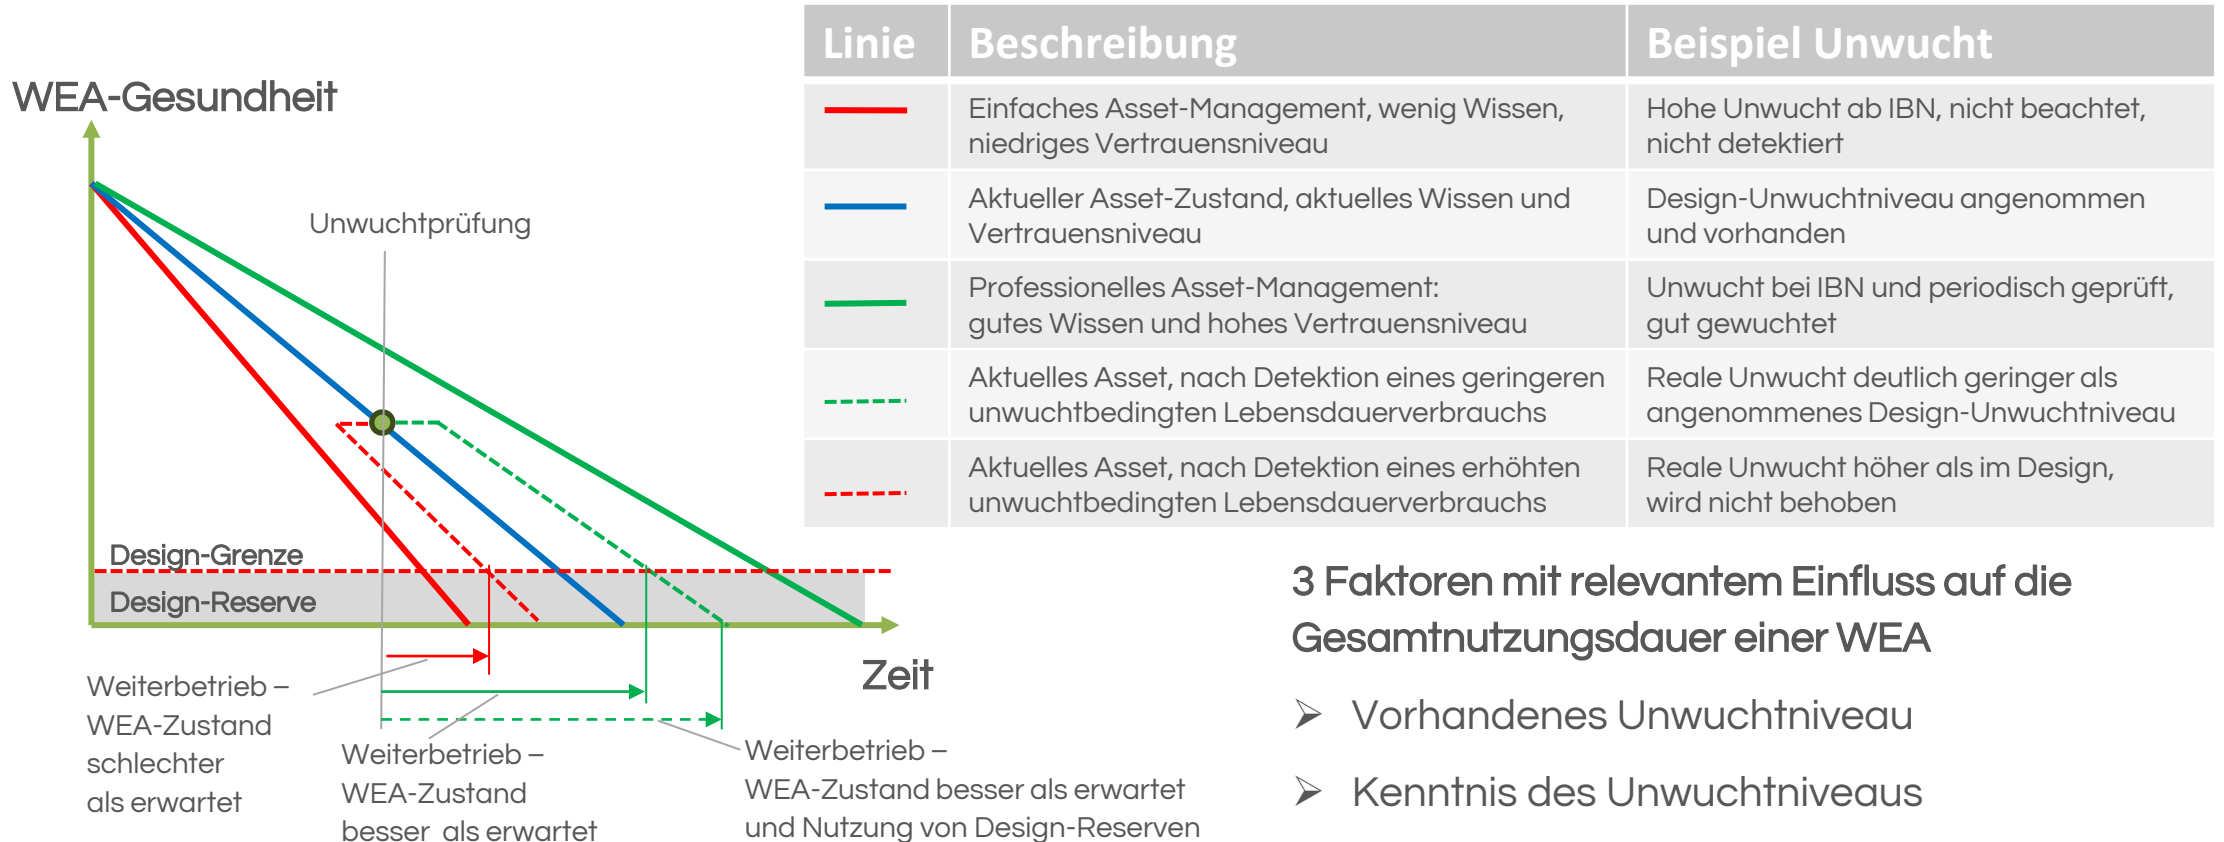 WEA-Gesundheit
Unwuchtprüfung
Design-Grenze
Design-Reserve
Zeit
Weiterbetrieb –
WEA-Zustand
schlechter
als erwartet
Weiterbetrieb –
WEA-Zustand
besser als erwartet
Weiterbetrieb –
WEA-Zustand besser als erwartet
und Nutzung von Design-Reserven
Linie Beschreibung Beispiel Unwucht
Einfaches Asset-Management, wenig Wissen,
niedriges Vertrauensniveau
Hohe Unwucht ab IBN, nicht beachtet,
nicht detektiert
Aktueller Asset-Zustand, aktuelles Wissen und
Vertrauensniveau
Design-Unwuchtniveau angenommen
und vorhanden
Professionelles Asset-Management:
gutes Wissen und hohes Vertrauensniveau
Unwucht bei IBN und periodisch geprüft,
gut gewuchtet
Aktuelles Asset, nach Detektion eines geringeren
unwuchtbedingten Lebensdauerverbrauchs
Reale Unwucht deutlich geringer als
angenommenes Design-Unwuchtniveau
Aktuelles Asset, nach Detektion eines erhöhten
unwuchtbedingten Lebensdauerverbrauchs
Reale Unwucht höher als im Design,
wird nicht behoben
3 Faktoren mit relevantem Einfluss auf die
Gesamtnutzungsdauer einer WEA
➢ Vorhandenes Unwuchtniveau
➢ Kenntnis des Unwuchtniveaus